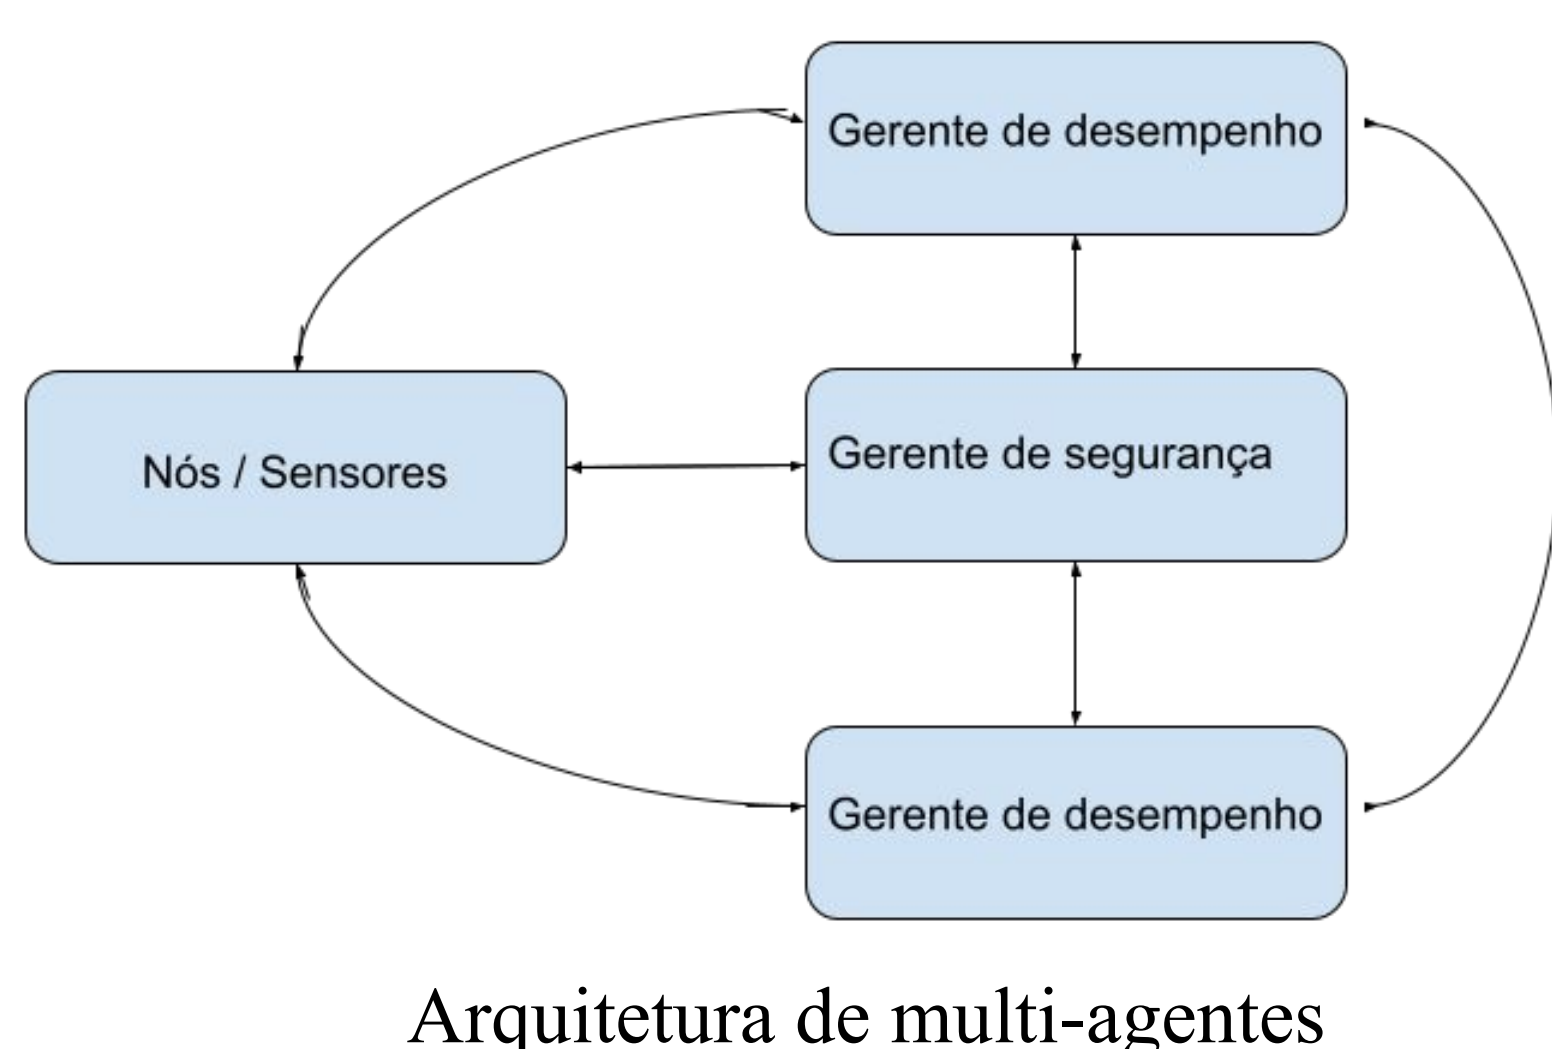 Gerente de desempenho
Nós / Sensores
Gerente de segurança
Gerente de desempenho
Arquitetura de multi-agentes